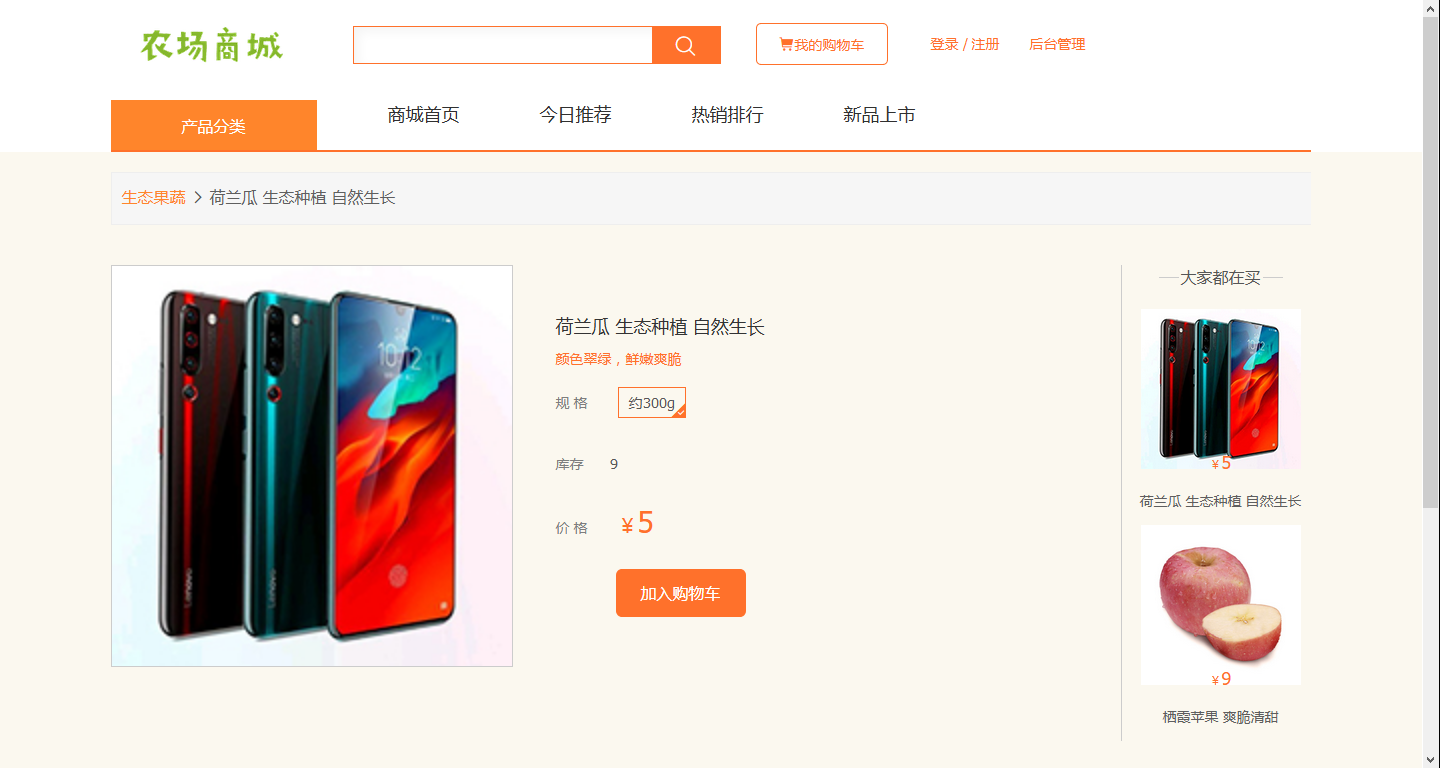 农场商城
我的购物车
登录 / 注册
后台管理
产品分类
商城首页
今日推荐
热销排行
新品上市
生态果蔬 > 荷兰瓜 生态种植 自然生长
荷兰瓜 生态种植 自然生长
颜色翠绿，鲜嫩爽脆
规 格 约300g
库存 9
价 格 ¥ 5
加入购物车
大家都在买
¥ 5
荷兰瓜 生态种植 自然生长
¥ 9
栖霞苹果 爽脆清甜
Lenovo
Lenovo